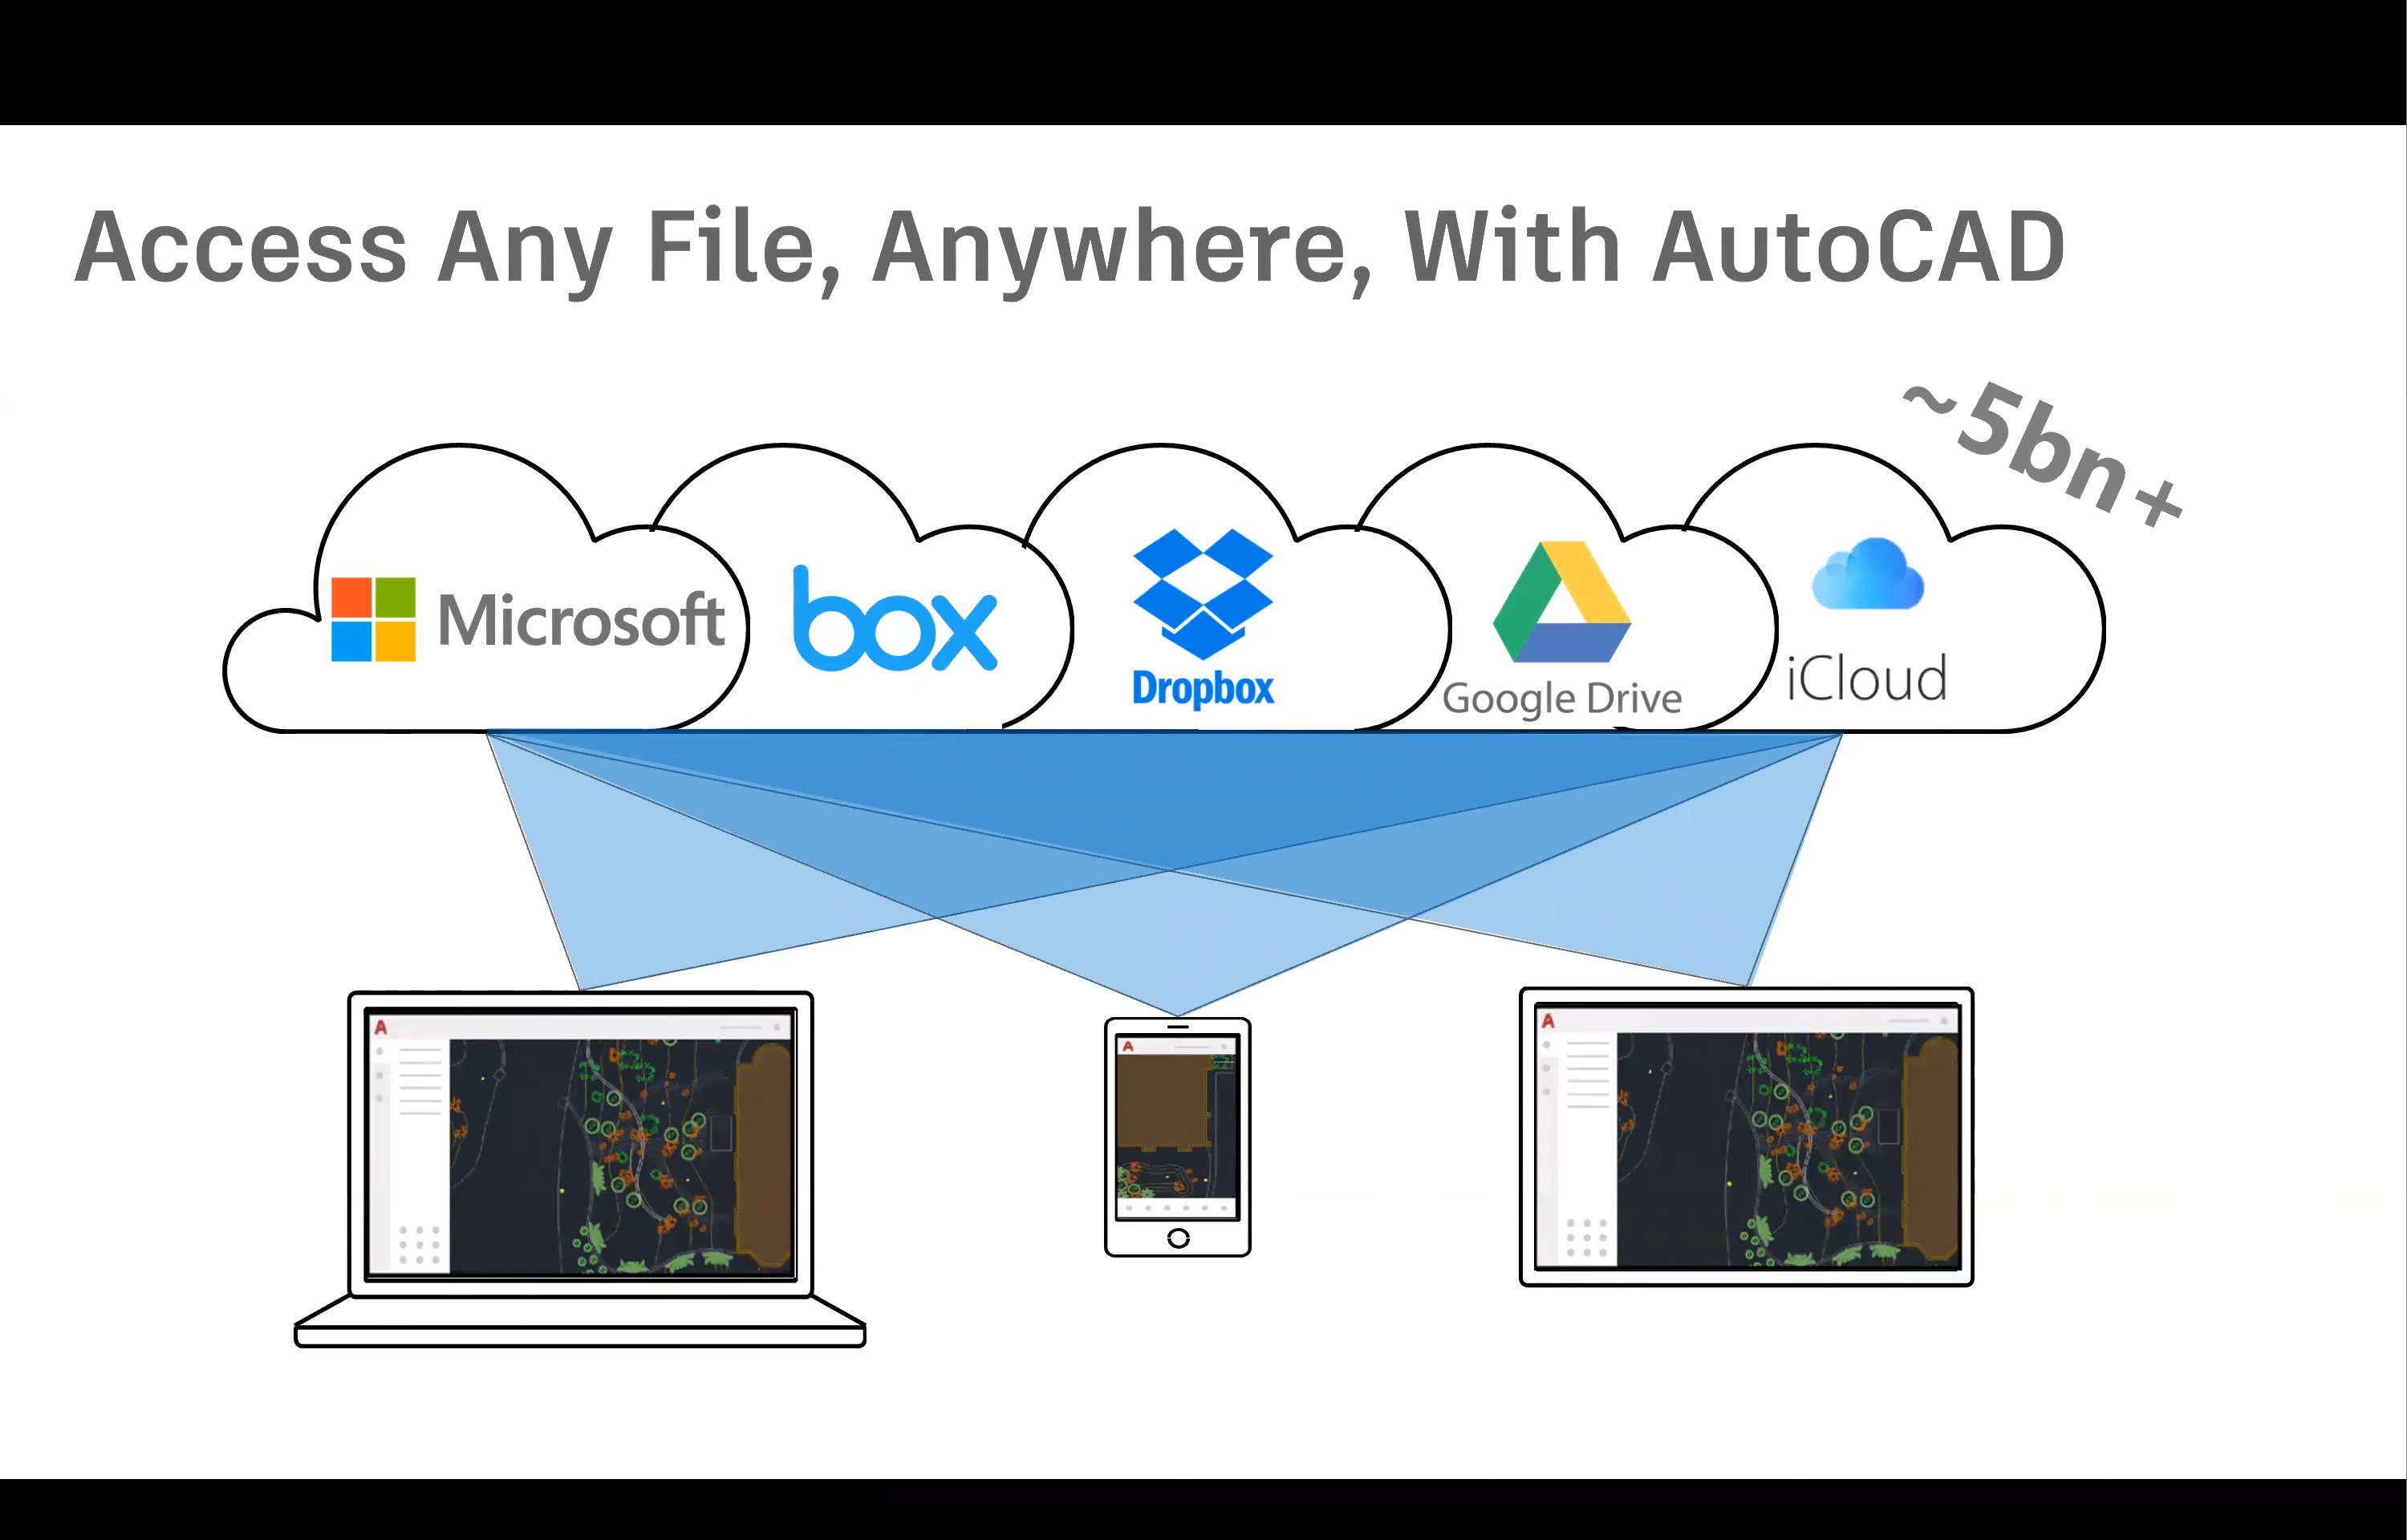 Access Any File, Anywhere, With AutoCAD
~5bn+
Microsoft
box
Dropbox
Google Drive
iCloud
A
A
A